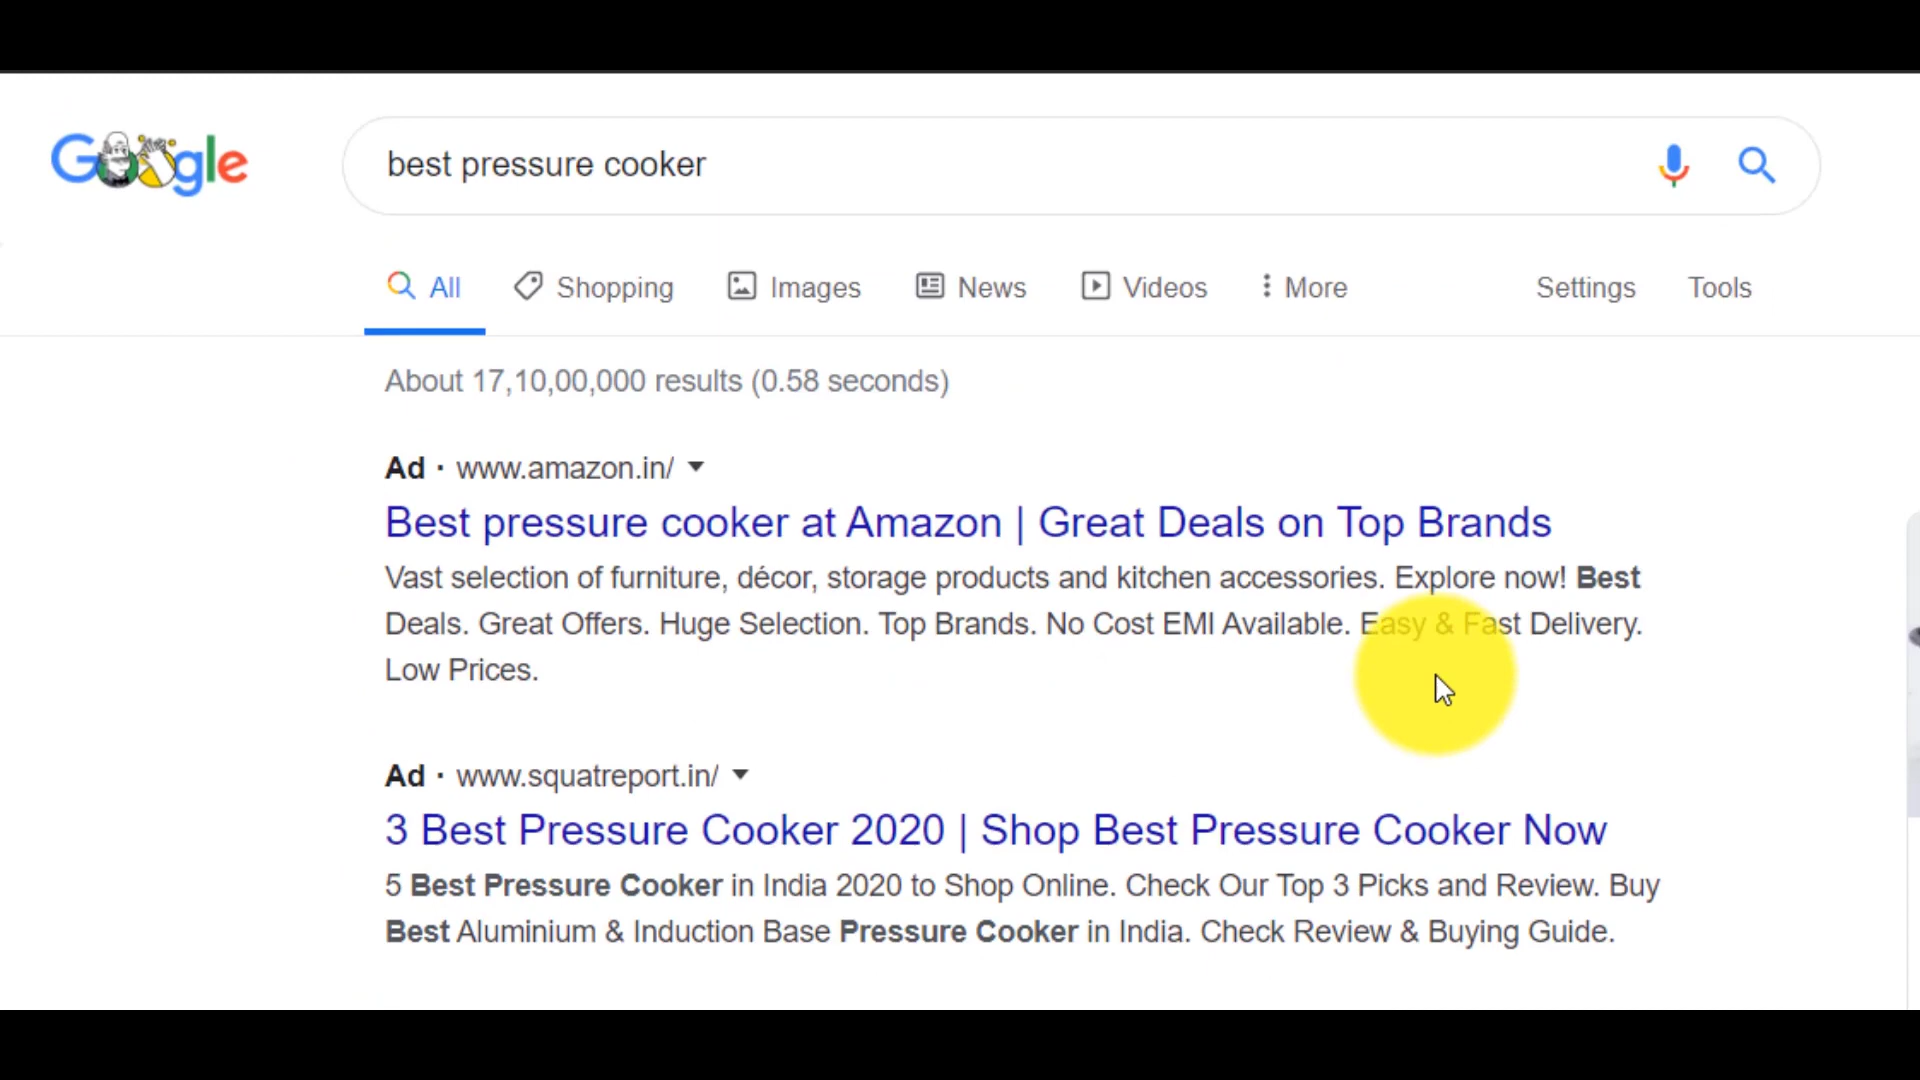 Google
best pressure cooker
All Shopping Images News Videos More Settings Tools
About 17,10,00,000 results (0.58 seconds)
Ad · www.amazon.in/
Best pressure cooker at Amazon | Great Deals on Top Brands
Vast selection of furniture, décor, storage products and kitchen accessories. Explore now! Best
Deals. Great Offers. Huge Selection. Top Brands. No Cost EMI Available. Easy & Fast Delivery.
Low Prices.
Ad · www.squatreport.in/
3 Best Pressure Cooker 2020 | Shop Best Pressure Cooker Now
5 Best Pressure Cooker in India 2020 to Shop Online. Check Our Top 3 Picks and Review. Buy
Best Aluminium & Induction Base Pressure Cooker in India. Check Review & Buying Guide.